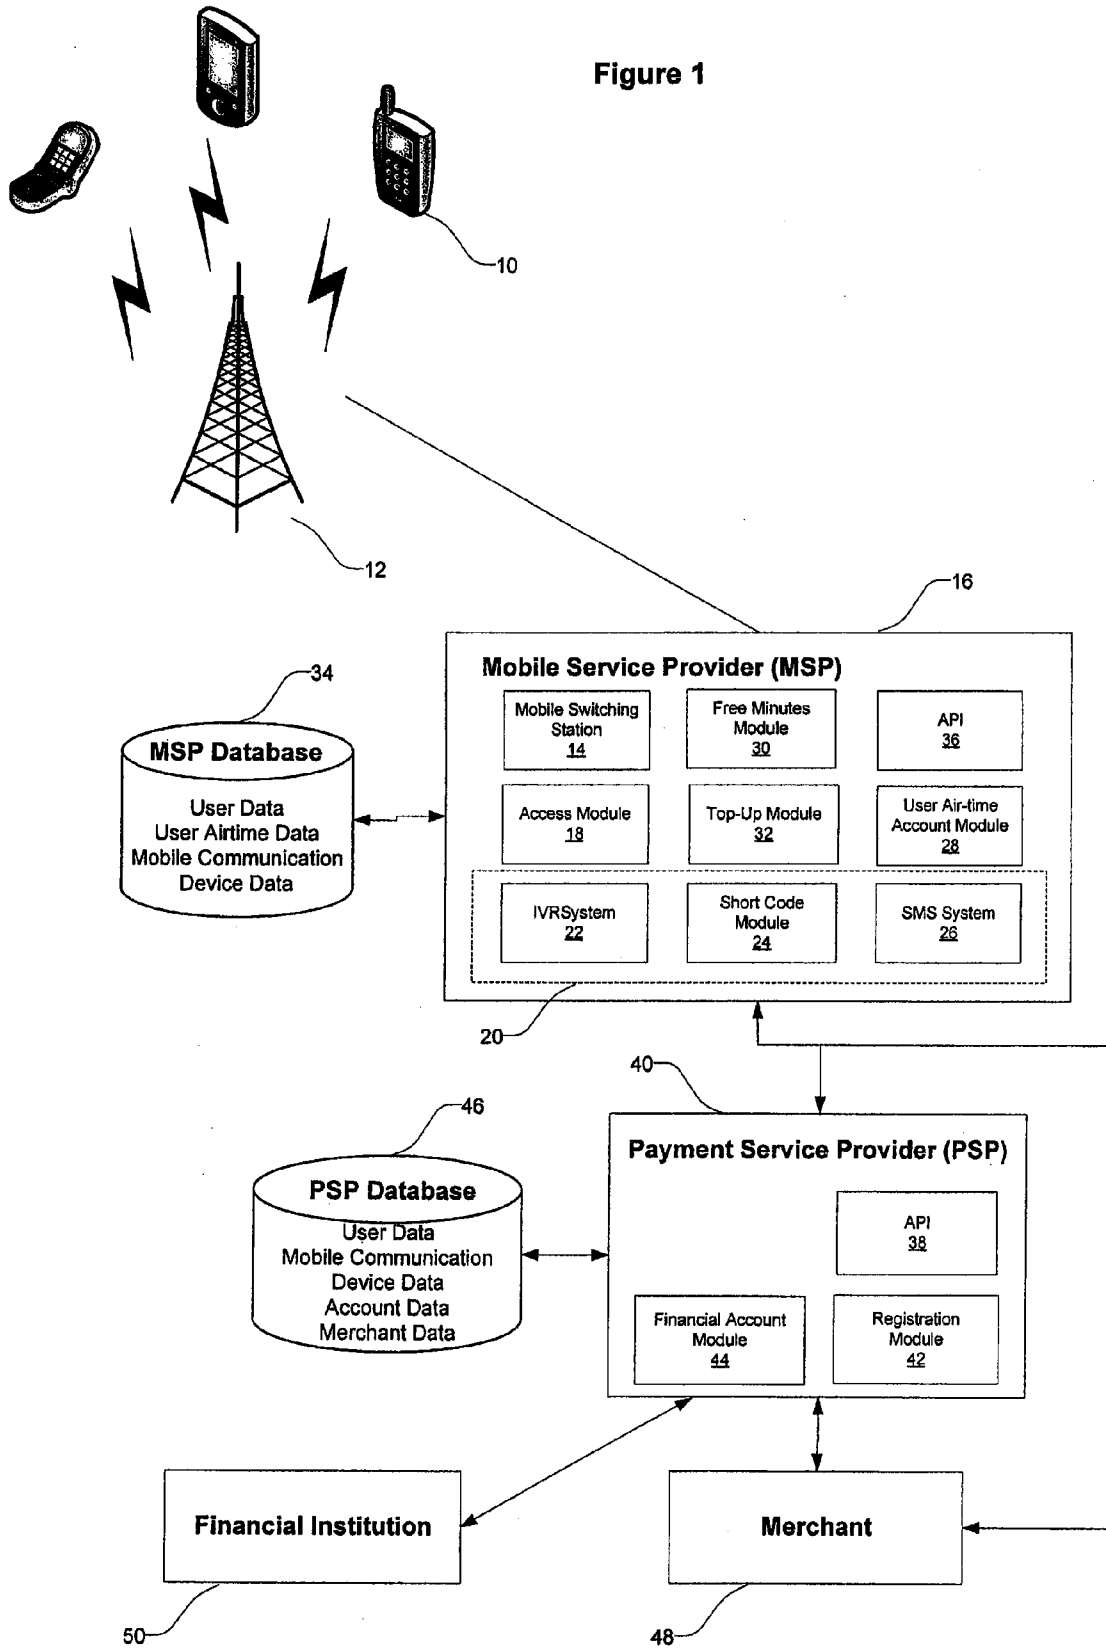 Figure 1
10
12
16
Mobile Service Provider (MSP)
34
MSP Database
User Data
User Airtime Data
Mobile Communication
Device Data
Mobile Switching
Station
14
Free Minutes
Module
30
API
36
Access Module
18
Top-Up Module
32
User Air-time
Account Module
28
IVRSystem
22
Short Code
Module
24
SMS System
26
20
40
46
Payment Service Provider (PSP)
PSP Database
User Data
Mobile Communication
Device Data
Account Data
Merchant Data
API
38
Financial Account
Module
44
Registration
Module
42
Financial Institution
Merchant
50
48